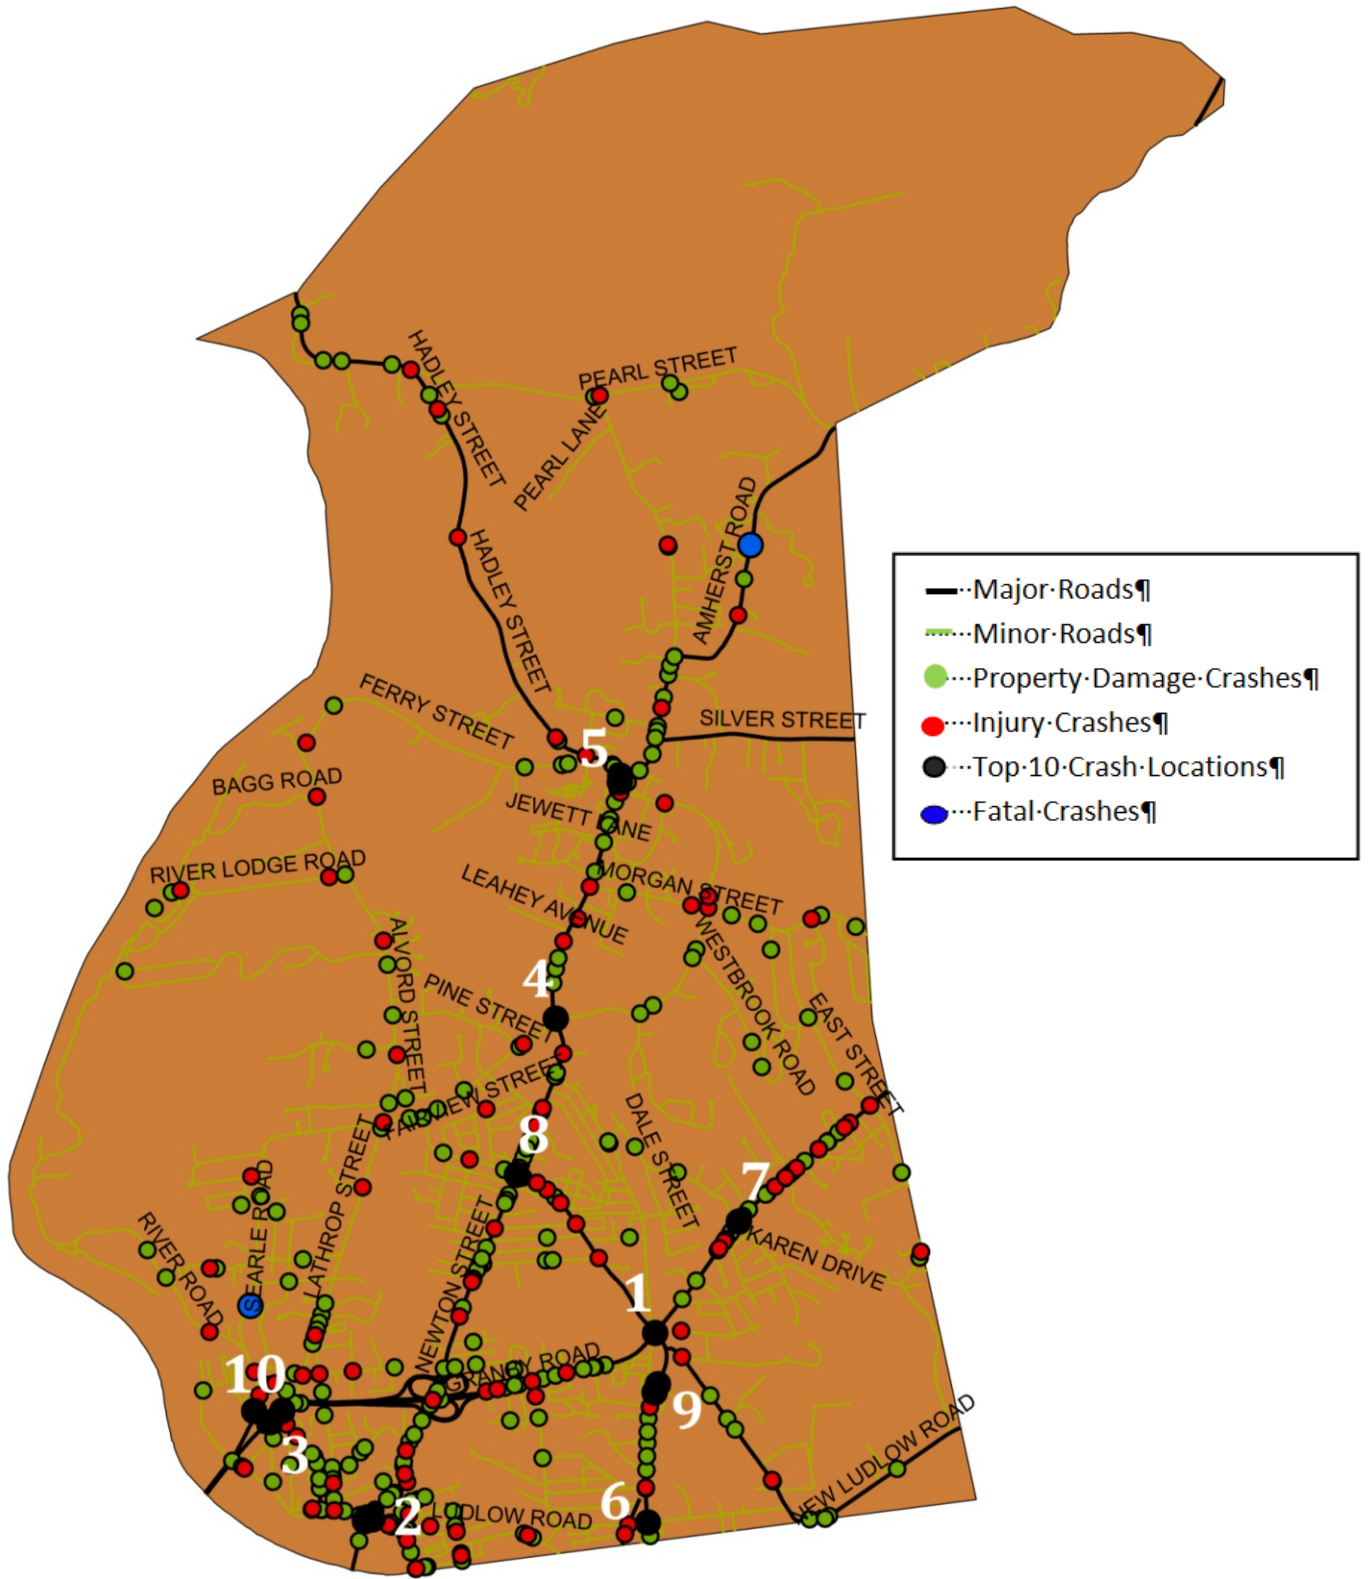 HADLEY STREET
PEARL STREET
PEARL LANE
HADLEY STREET
AMHERST ROAD
FERRY STREET
SILVER STREET
5
BAGG ROAD
JEWETT LANE
RIVER LODGE ROAD
MORGAN STREET
LEAHEY AVENUE
ALVORD STREET
WESTBROOK ROAD
4
PINE STREET
EAST STREET
FAIRVIEW STREET
DALE STREET
8
7
LATHROP STREET
SEARLE ROAD
RIVER ROAD
KAREN DRIVE
NEWTON STREET
1
GRANBY ROAD
10
9
3
NEW LUDLOW ROAD
6
2
LUDLOW ROAD
—··Major·Roads¶
····Minor·Roads¶
····Property·Damage·Crashes¶
····Injury·Crashes¶
···Top·10·Crash·Locations¶
···Fatal·Crashes¶